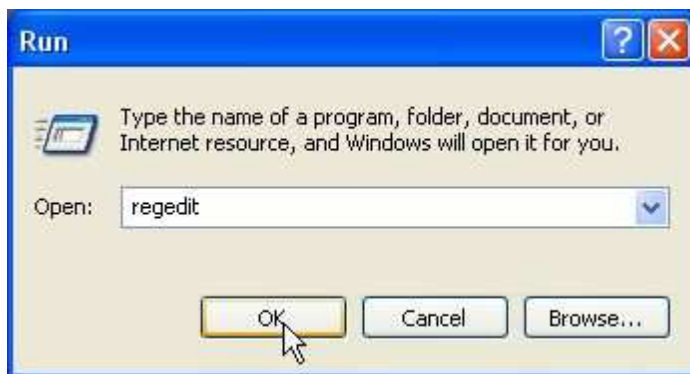 Run
Type the name of a program, folder, document, or
Internet resource, and Windows will open it for you.
Open: regedit
OK Cancel Browse...